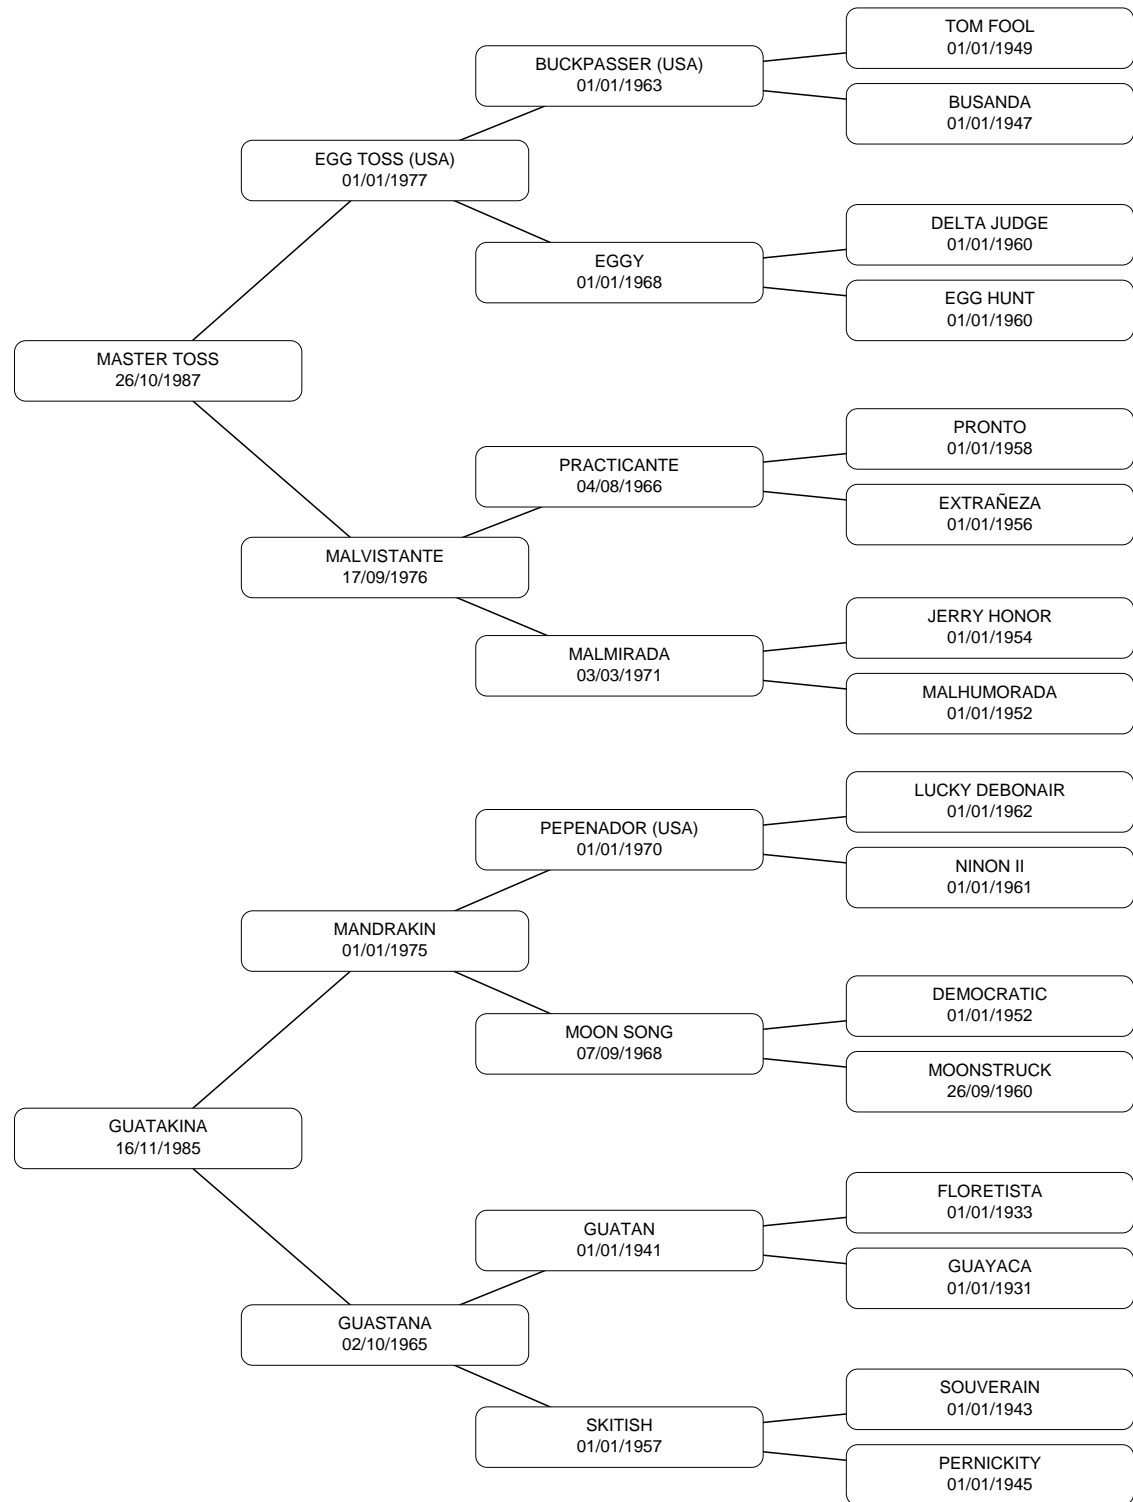 TOM FOOL
01/01/1949
BUCKPASSER (USA)
01/01/1963
BUSANDA
01/01/1947
EGG TOSS (USA)
01/01/1977
DELTA JUDGE
01/01/1960
EGGY
01/01/1968
EGG HUNT
01/01/1960
MASTER TOSS
26/10/1987
PRONTO
01/01/1958
PRACTICANTE
04/08/1966
EXTRAÑEZA
01/01/1956
MALVISTANTE
17/09/1976
JERRY HONOR
01/01/1954
MALMIRADA
03/03/1971
MALHUMORADA
01/01/1952
LUCKY DEBONAIR
01/01/1962
PEPENADOR (USA)
01/01/1970
NINON II
01/01/1961
MANDRAKIN
01/01/1975
DEMOCRATIC
01/01/1952
MOON SONG
07/09/1968
MOONSTRUCK
26/09/1960
GUATAKINA
16/11/1985
FLORETISTA
01/01/1933
GUATAN
01/01/1941
GUAYACA
01/01/1931
GUASTANA
02/10/1965
SOUVERAIN
01/01/1943
SKITISH
01/01/1957
PERNICKITY
01/01/1945